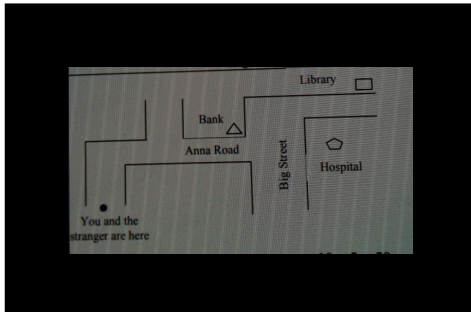 Library
Bank
Anna Road
Big Street
Hospital
You and the
stranger are here